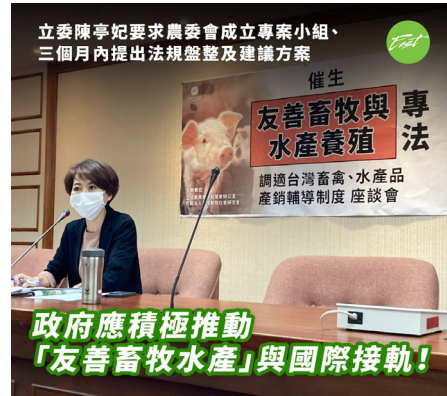 立委陳亭妃要求農委會成立專案小組、
三個月內提出法規盤整及建議方案
East
催生
友善畜牧與
水產養殖
專法
調適台灣畜禽、水產品
產銷輔導制度 座談會
政府應積極推動
「友善畜牧水產」與國際接軌!